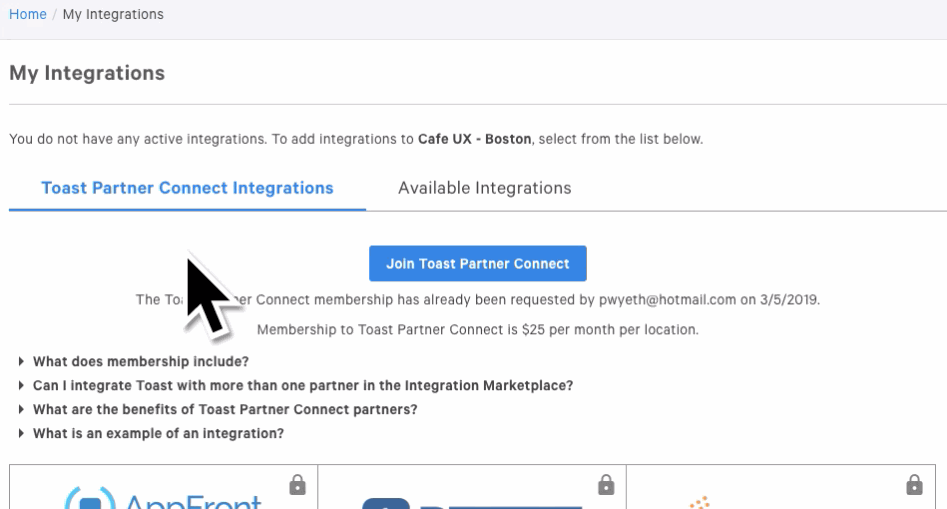 Home / My Integrations
My Integrations
You do not have any active integrations. To add integrations to Cafe UX - Boston, select from the list below.
Toast Partner Connect Integrations Available Integrations
Join Toast Partner Connect
The er Connect membership has already been requested by pwyeth@hotmail.com on 3/5/2019.
Membership to Toast Partner Connect is $25 per month per location.
What does membership include?
Can I integrate Toast with more than one partner in the Integration Marketplace?
What are the benefits of Toast Partner Connect partners?
What is an example of an integration?
AppFront